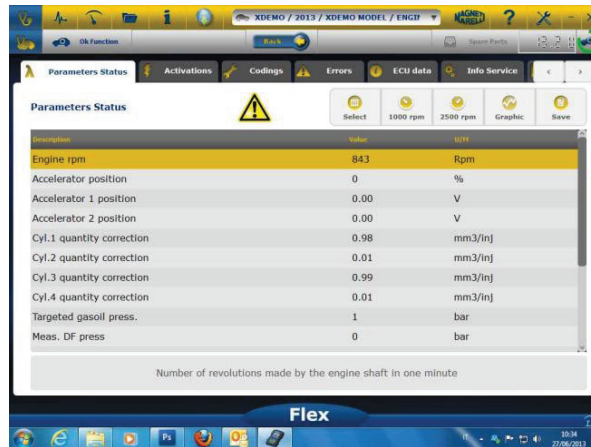 XDEMO / 2013 / XDEMO MODEL / ENGIN
MAGNETI MARELLI
Ok Function
Back
Spare Parts
Parameters Status
Activations
Codings
Errors
ECU data
Info Service
Parameters Status
Select
1000 rpm
2500 rpm
Graphic
Save
Description Value U/M
Engine rpm 843 Rpm
Accelerator position 0 %
Accelerator 1 position 0.00 V
Accelerator 2 position 0.00 V
Cyl.1 quantity correction 0.98 mm3/inj
Cyl.2 quantity correction 0.01 mm3/inj
Cyl.3 quantity correction 0.99 mm3/inj
Cyl.4 quantity correction 0.01 mm3/inj
Targeted gasoil press. 1 bar
Meas. DF press 0 bar
Number of revolutions made by the engine shaft in one minute
Flex
Ps
IT
10:34
27/06/2013